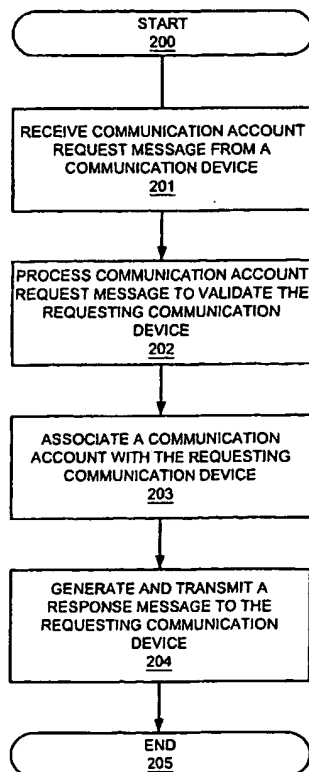 START
200
RECEIVE COMMUNICATION ACCOUNT
REQUEST MESSAGE FROM A
COMMUNICATION DEVICE
201
PROCESS COMMUNICATION ACCOUNT
REQUEST MESSAGE TO VALIDATE THE
REQUESTING COMMUNICATION
DEVICE
202
ASSOCIATE A COMMUNICATION
ACCOUNT WITH THE REQUESTING
COMMUNICATION DEVICE
203
GENERATE AND TRANSMIT A
RESPONSE MESSAGE TO THE
REQUESTING COMMUNICATION
DEVICE
204
END
205